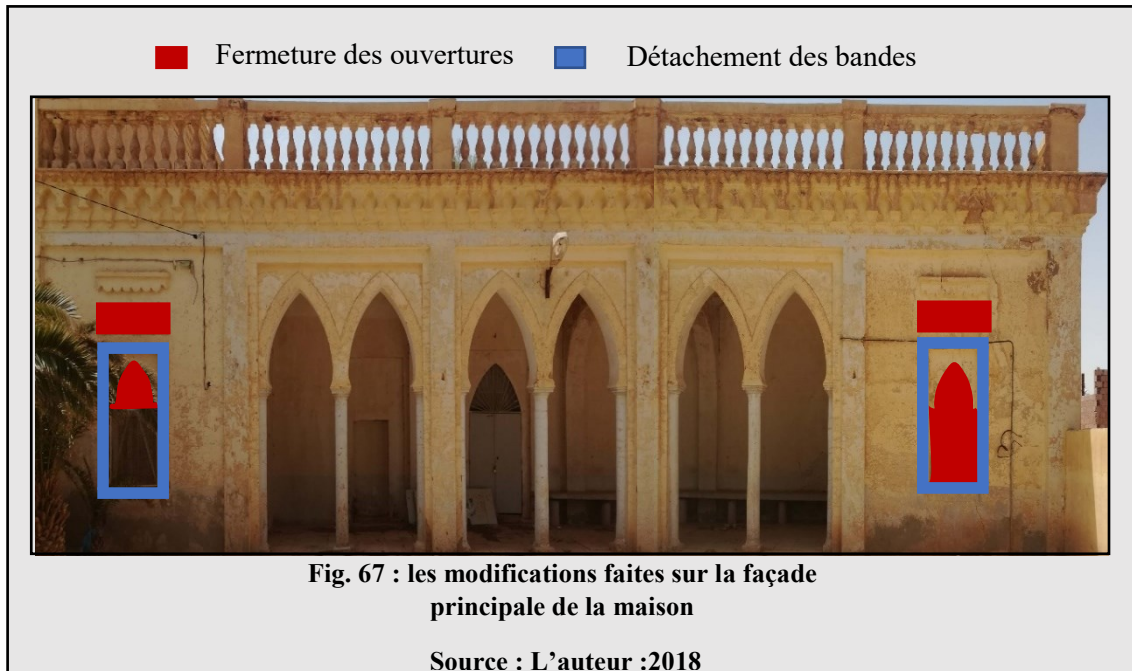 Fermeture des ouvertures Détachement des bandes
Fig. 67 : les modifications faites sur la façade
principale de la maison
Source : L’auteur :2018